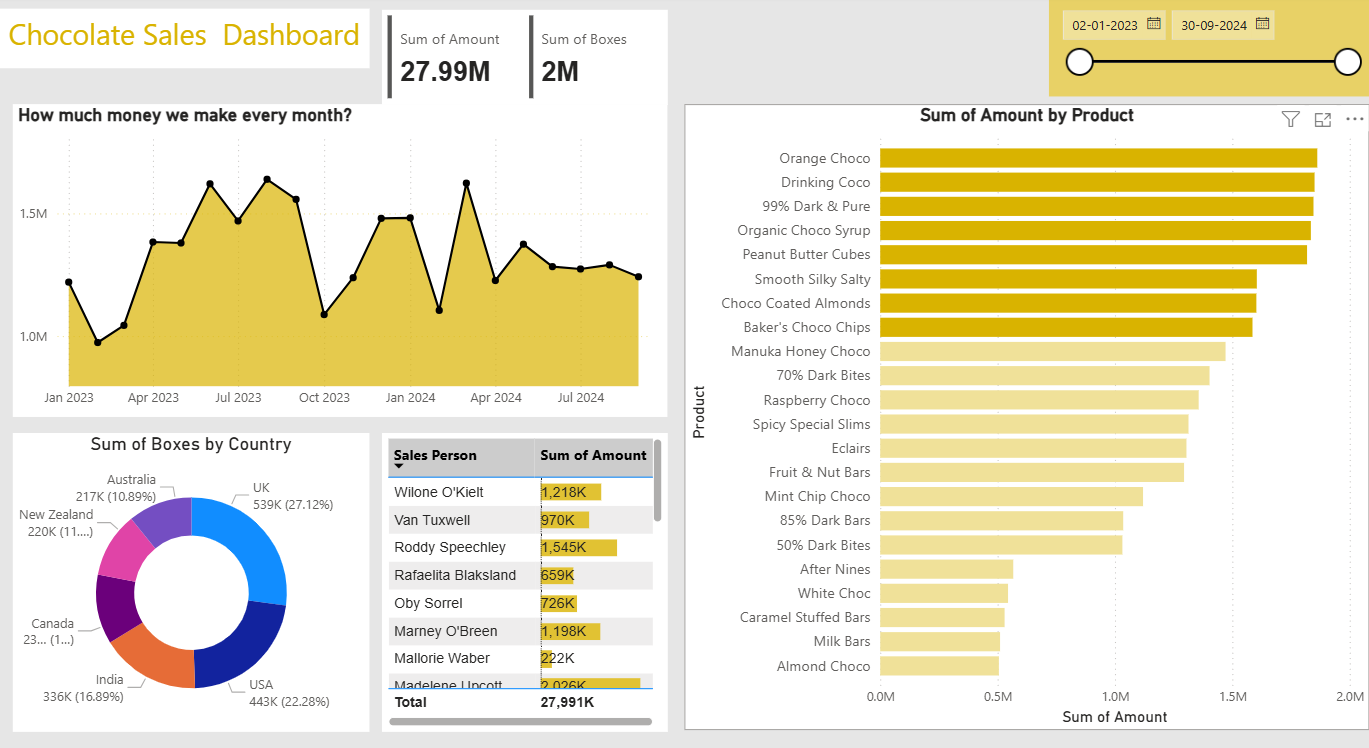 Chocolate Sales Dashboard
Sum of Amount
27.99M
Sum of Boxes
2M
02-01-2023
30-09-2024
How much money we make every month?
1.5M
1.0M
Jan 2023 Apr 2023 Jul 2023 Oct 2023 Jan 2024 Apr 2024 Jul 2024
Sum of Boxes by Country
UK
539K (27.12%)
USA
443K (22.28%)
India
336K (16.89%)
Canada
23... (1...)
New Zealand
220K (11....)
Australia
217K (10.89%)
Sales Person Sum of Amount
Wilone O'Kielt 1,218K
Van Tuxwell 970K
Roddy Speechley 1,545K
Rafaelita Blaksland 659K
Oby Sorrel 726K
Marney O'Breen 1,198K
Mallorie Waber 222K
Madelene Upcott 2,026K
Total 27,991K
Sum of Amount by Product
Product
Orange Choco
Drinking Coco
99% Dark & Pure
Organic Choco Syrup
Peanut Butter Cubes
Smooth Silky Salty
Choco Coated Almonds
Baker's Choco Chips
Manuka Honey Choco
70% Dark Bites
Raspberry Choco
Spicy Special Slims
Eclairs
Fruit & Nut Bars
Mint Chip Choco
85% Dark Bars
50% Dark Bites
After Nines
White Choc
Caramel Stuffed Bars
Milk Bars
Almond Choco
0.0M 0.5M 1.0M 1.5M 2.0M
Sum of Amount